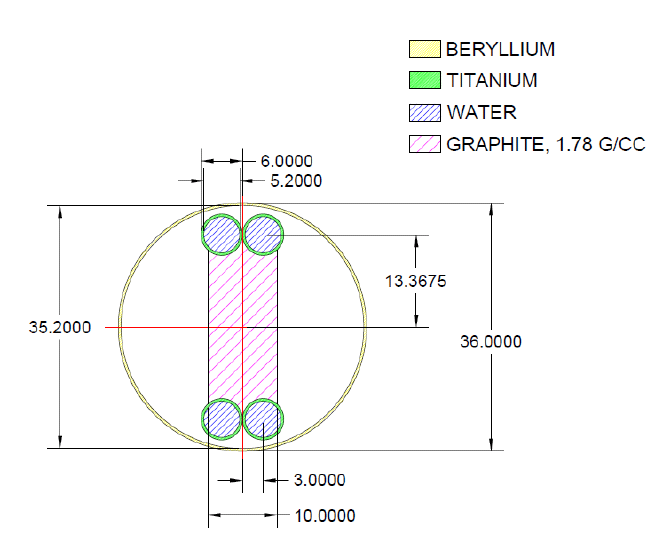 BERYLLIUM
TITANIUM
WATER
GRAPHITE, 1.78 G/CC
6.0000
5.2000
13.3675
35.2000
36.0000
3.0000
10.0000